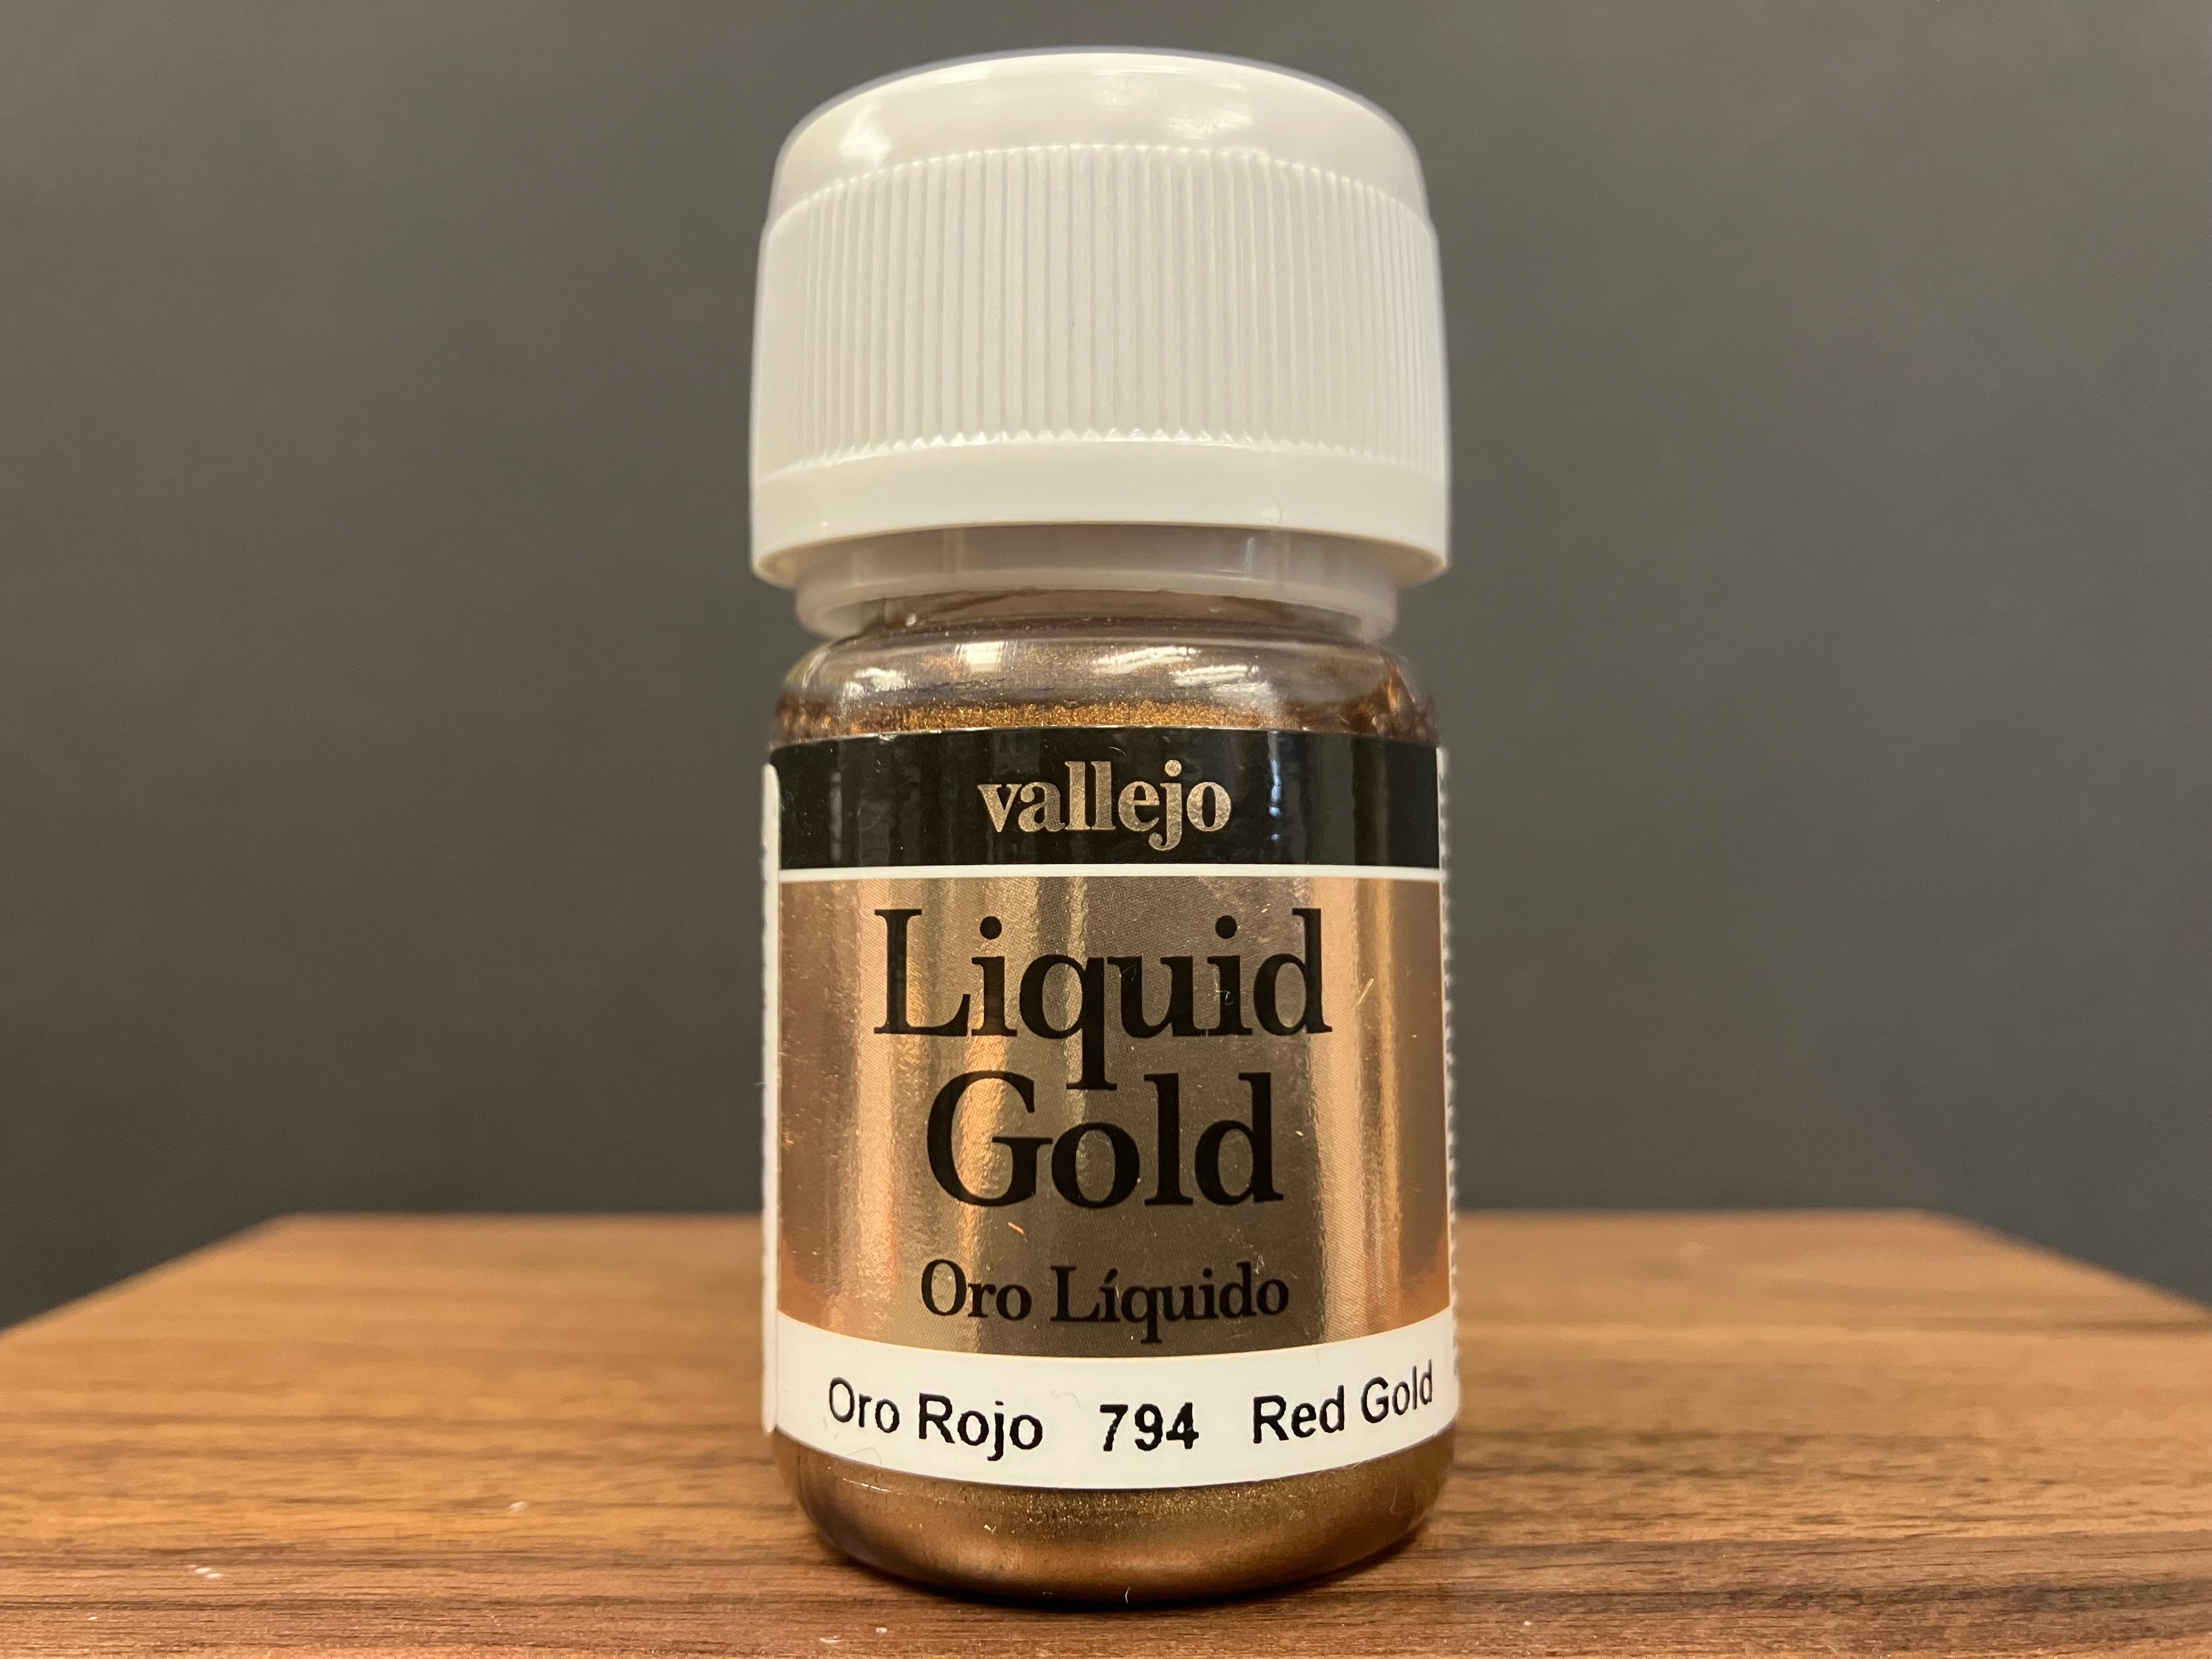 vallejo
Liquid
Gold
Oro Líquido
Oro Rojo 794 Red Gold